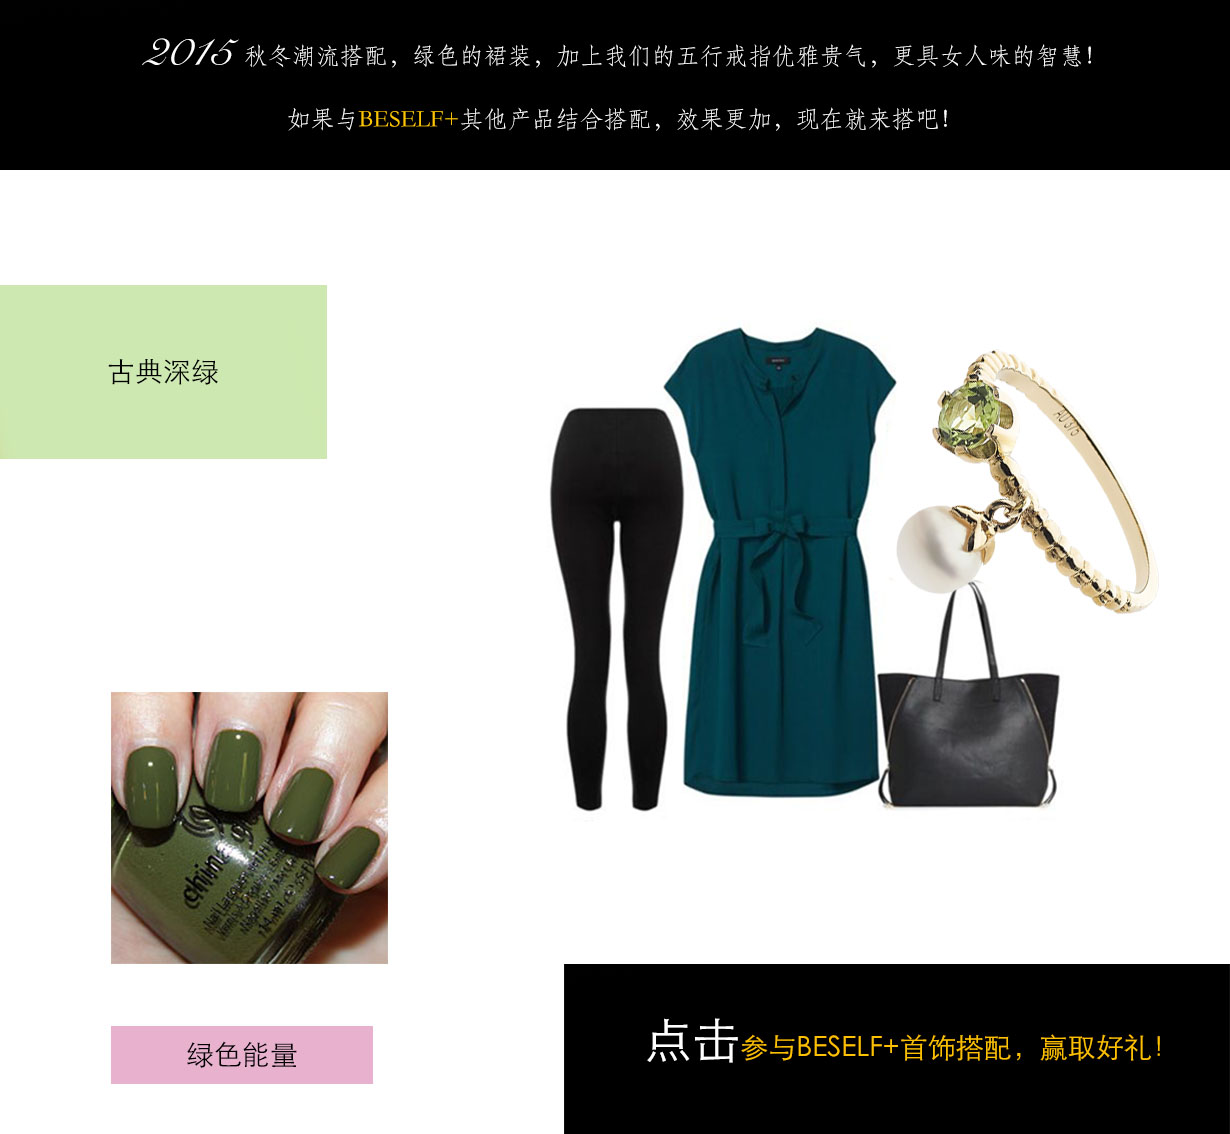 2015 秋冬潮流搭配，绿色的裙装，加上我们的五行戒指优雅贵气，更具女人味的智慧！
如果与BESELF+其他产品结合搭配，效果更加，现在就来搭吧！
古典深绿
AU 375
china
Nail Lacquer
绿色能量
点击参与BESELF+首饰搭配，赢取好礼！